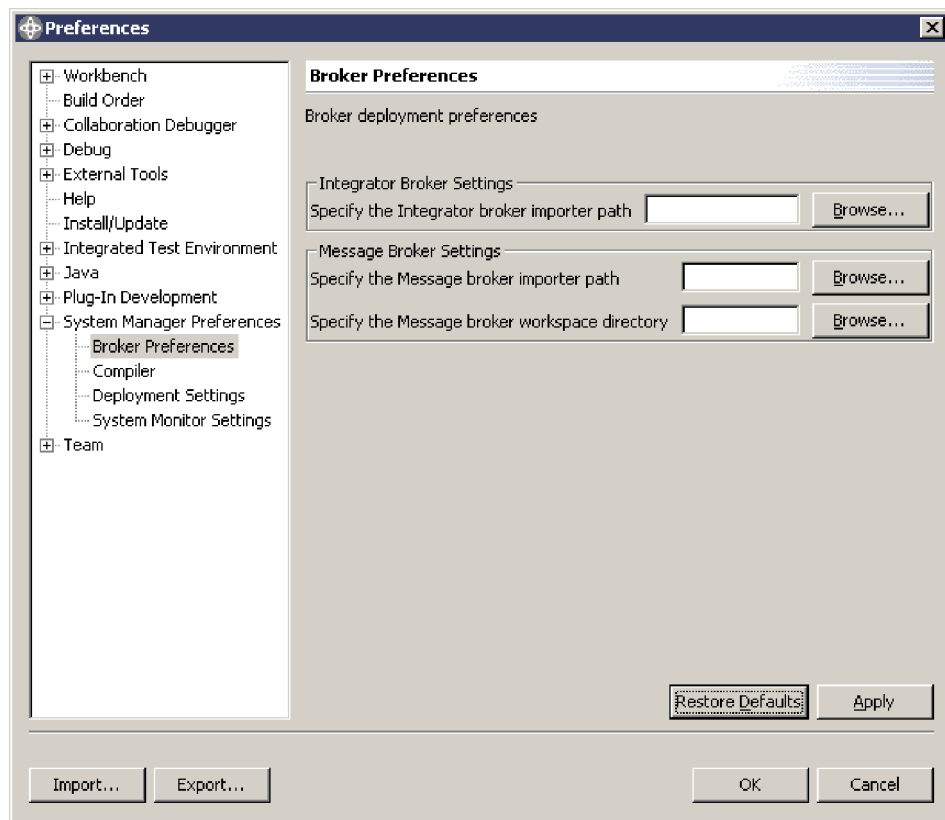 Preferences
Workbench
Build Order
Collaboration Debugger
Debug
External Tools
Help
Install/Update
Integrated Test Environment
Java
Plug-In Development
System Manager Preferences
Broker Preferences
Compiler
Deployment Settings
System Monitor Settings
Team
Broker Preferences
Broker deployment preferences
Integrator Broker Settings
Specify the Integrator broker importer path Browse...
Message Broker Settings
Specify the Message broker importer path Browse...
Specify the Message broker workspace directory Browse...
Restore Defaults Apply
Import... Export... OK Cancel